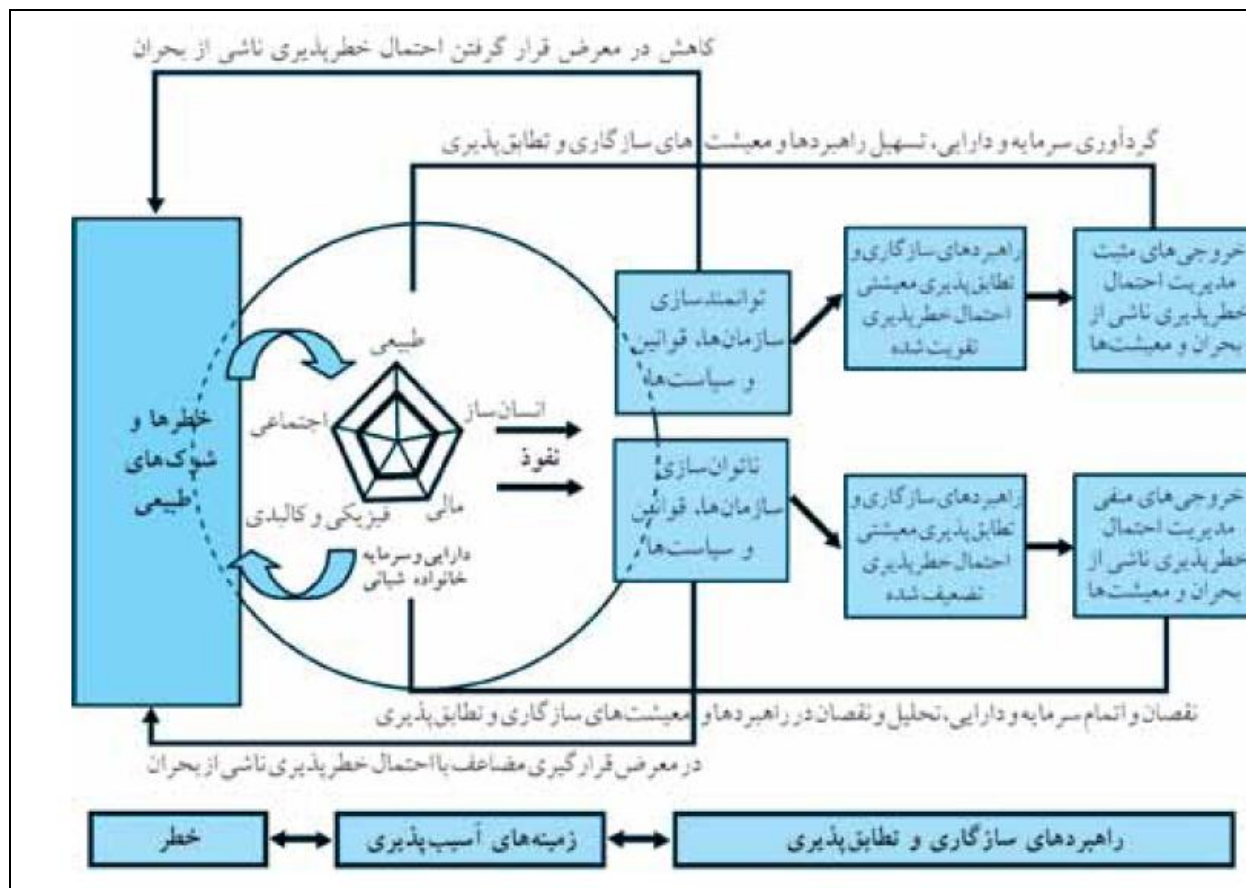 کاهش در معرض قرار گرفتن احتمال خطرپذیری ناشی از بحران
گردآوری سرمایه و دارایی، تسهیل راهبردها و معیشت های سازگاری و تطابق‌پذیری
خروجی‌های مثبت
مدیریت احتمال
خطرپذیری ناشی از
بحران و معیشت‌ها
راهبردهای سازگاری و
تطابق‌پذیری معیشتی
احتمال خطرپذیری
تقویت شده
توانمندسازی
سازمان‌ها، قوانین
و سیاست‌ها
طبیعی
انسان‌ساز
اجتماعی
مالی
فیزیکی و کالبدی
دارایی و سرمایه
خانواده شباتی
نفوذ
خطرها و
شوک‌های
طبیعی
ناتوان‌سازی
سازمان‌ها، قوانین
و سیاست‌ها
راهبردهای سازگاری و
تطابق‌پذیری معیشتی
احتمال خطرپذیری
تضعیف شده
خروجی‌های منفی
مدیریت احتمال
خطرپذیری ناشی از
بحران و معیشت‌ها
نقصان و اتمام سرمایه و دارایی، تحلیل و نقصان در راهبردها و معیشت‌های سازگاری و تطابق‌پذیری
در معرض قرارگیری مضاعف با احتمال خطرپذیری ناشی از بحران
راهبردهای سازگاری و تطابق‌پذیری
زمینه‌های آسیب‌پذیری
خطر